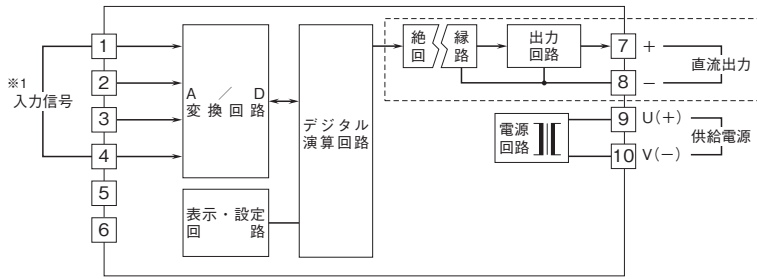 ※1
入力信号
1
2
3
4
5
6
A / D
変換回路
表示・設定
回 路
デジタル
演算回路
絶 縁
回 路
出力
回路
7
+
8
−
直流出力
電源
回路
9
U(+)
10
V(−)
供給電源